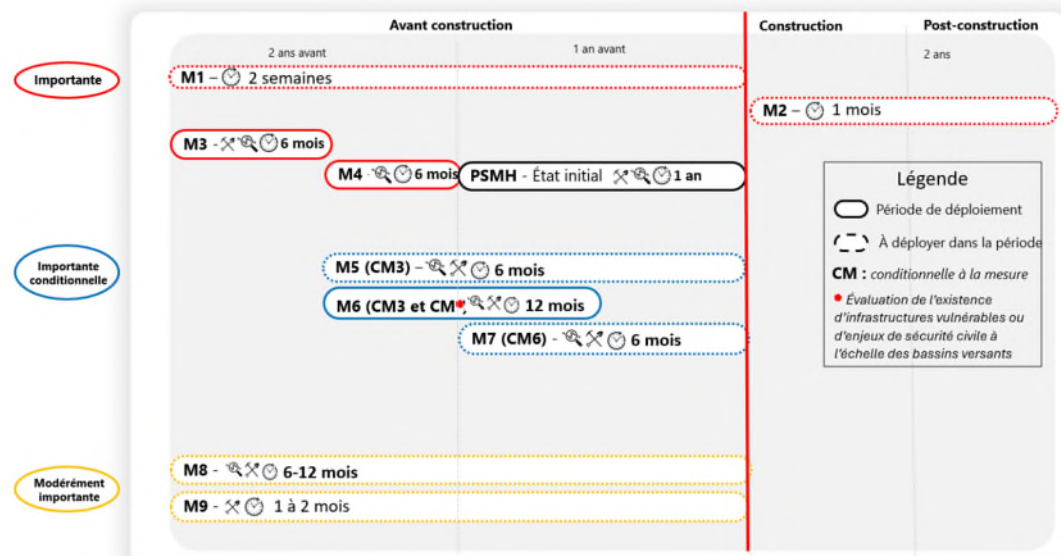 Avant construction
Construction
Post-construction
2 ans avant
1 an avant
2 ans
Importante
M1 – 2 semaines
M2 – 1 mois
M3 - 6 mois
M4 - 6 mois
PSMH - État initial 1 an
Importante
conditionnelle
M5 (CM3) – 6 mois
M6 (CM3 et CM 12 mois
M7 (CM6) - 6 mois
Légende
Période de déploiement
À déployer dans la période
CM : conditionnelle à la mesure
Évaluation de l'existence
d'infrastructures vulnérables ou
d'enjeux de sécurité civile à
l'échelle des bassins versants
Modérément
importante
M8 - 6-12 mois
M9 - 1 à 2 mois